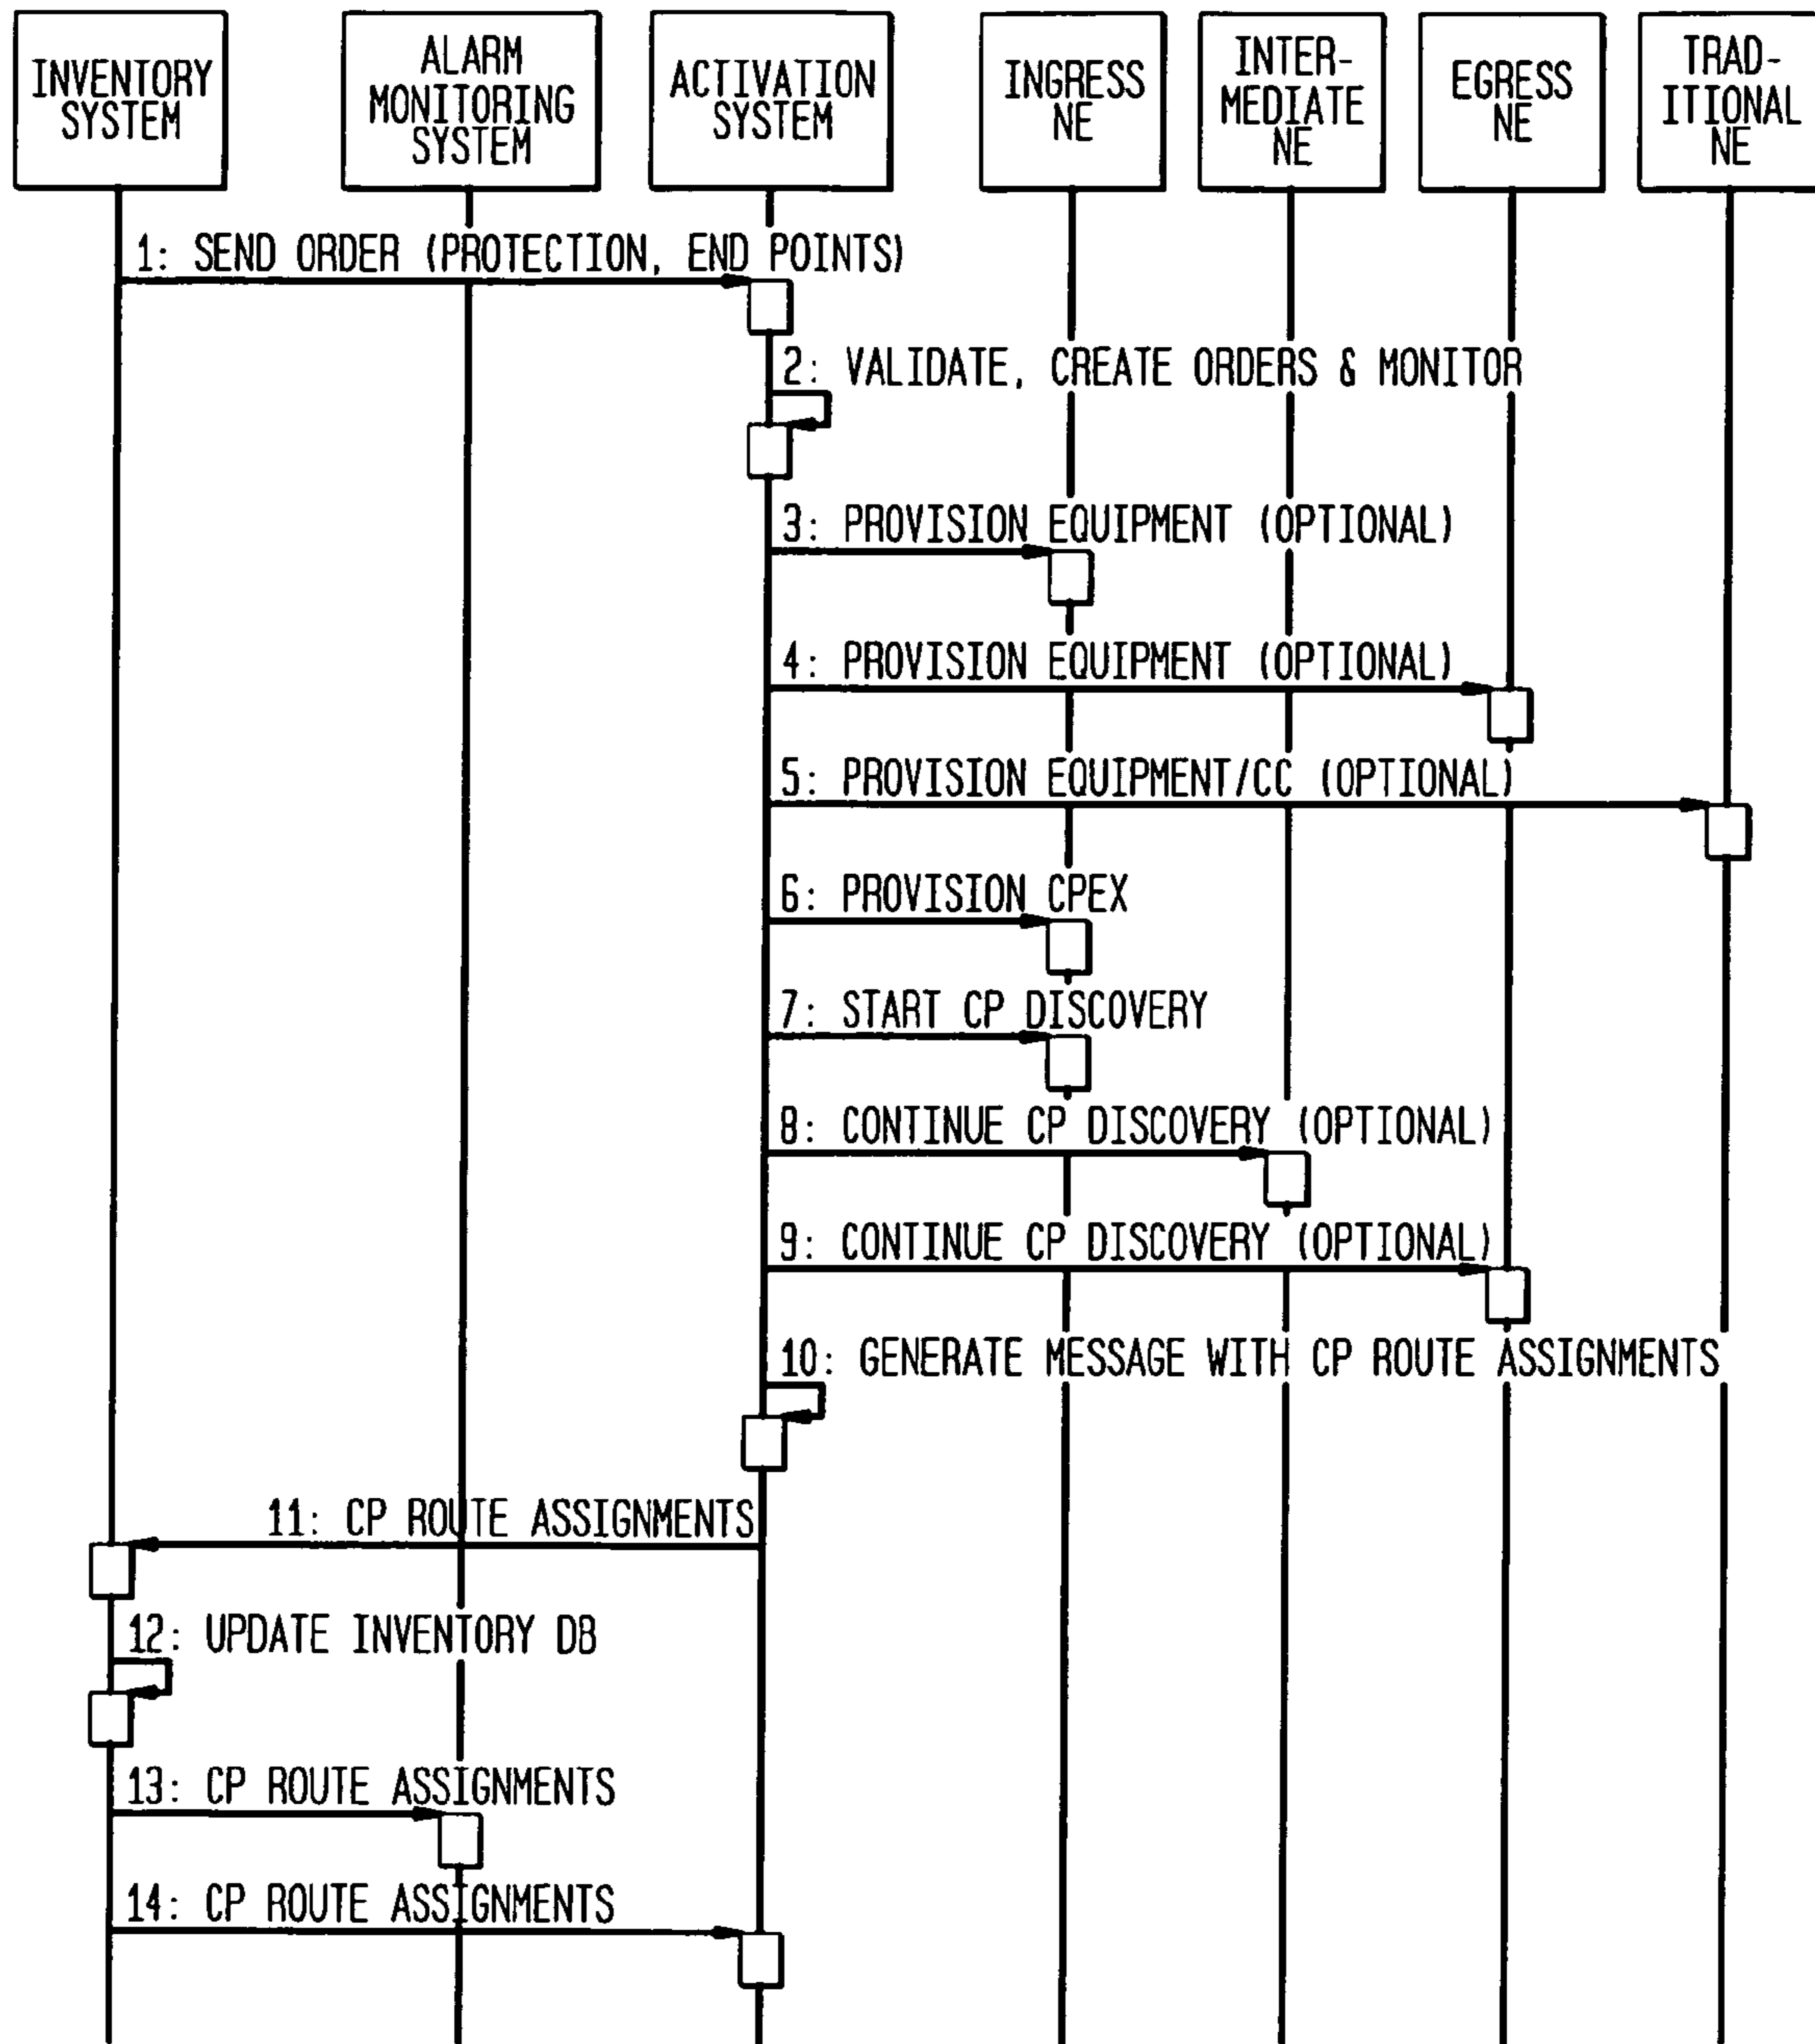 INVENTORY
SYSTEM
ALARM
MONITORING
SYSTEM
ACTIVATION
SYSTEM
INGRESS
NE
INTER-
MEDIATE
NE
EGRESS
NE
TRAD-
ITIONAL
NE
1: SEND ORDER (PROTECTION, END POINTS)
2: VALIDATE, CREATE ORDERS & MONITOR
3: PROVISION EQUIPMENT (OPTIONAL)
4: PROVISION EQUIPMENT (OPTIONAL)
5: PROVISION EQUIPMENT/CC (OPTIONAL)
6: PROVISION CPEX
7: START CP DISCOVERY
8: CONTINUE CP DISCOVERY (OPTIONAL)
9: CONTINUE CP DISCOVERY (OPTIONAL)
10: GENERATE MESSAGE WITH CP ROUTE ASSIGNMENTS
11: CP ROUTE ASSIGNMENTS
12: UPDATE INVENTORY DB
13: CP ROUTE ASSIGNMENTS
14: CP ROUTE ASSIGNMENTS